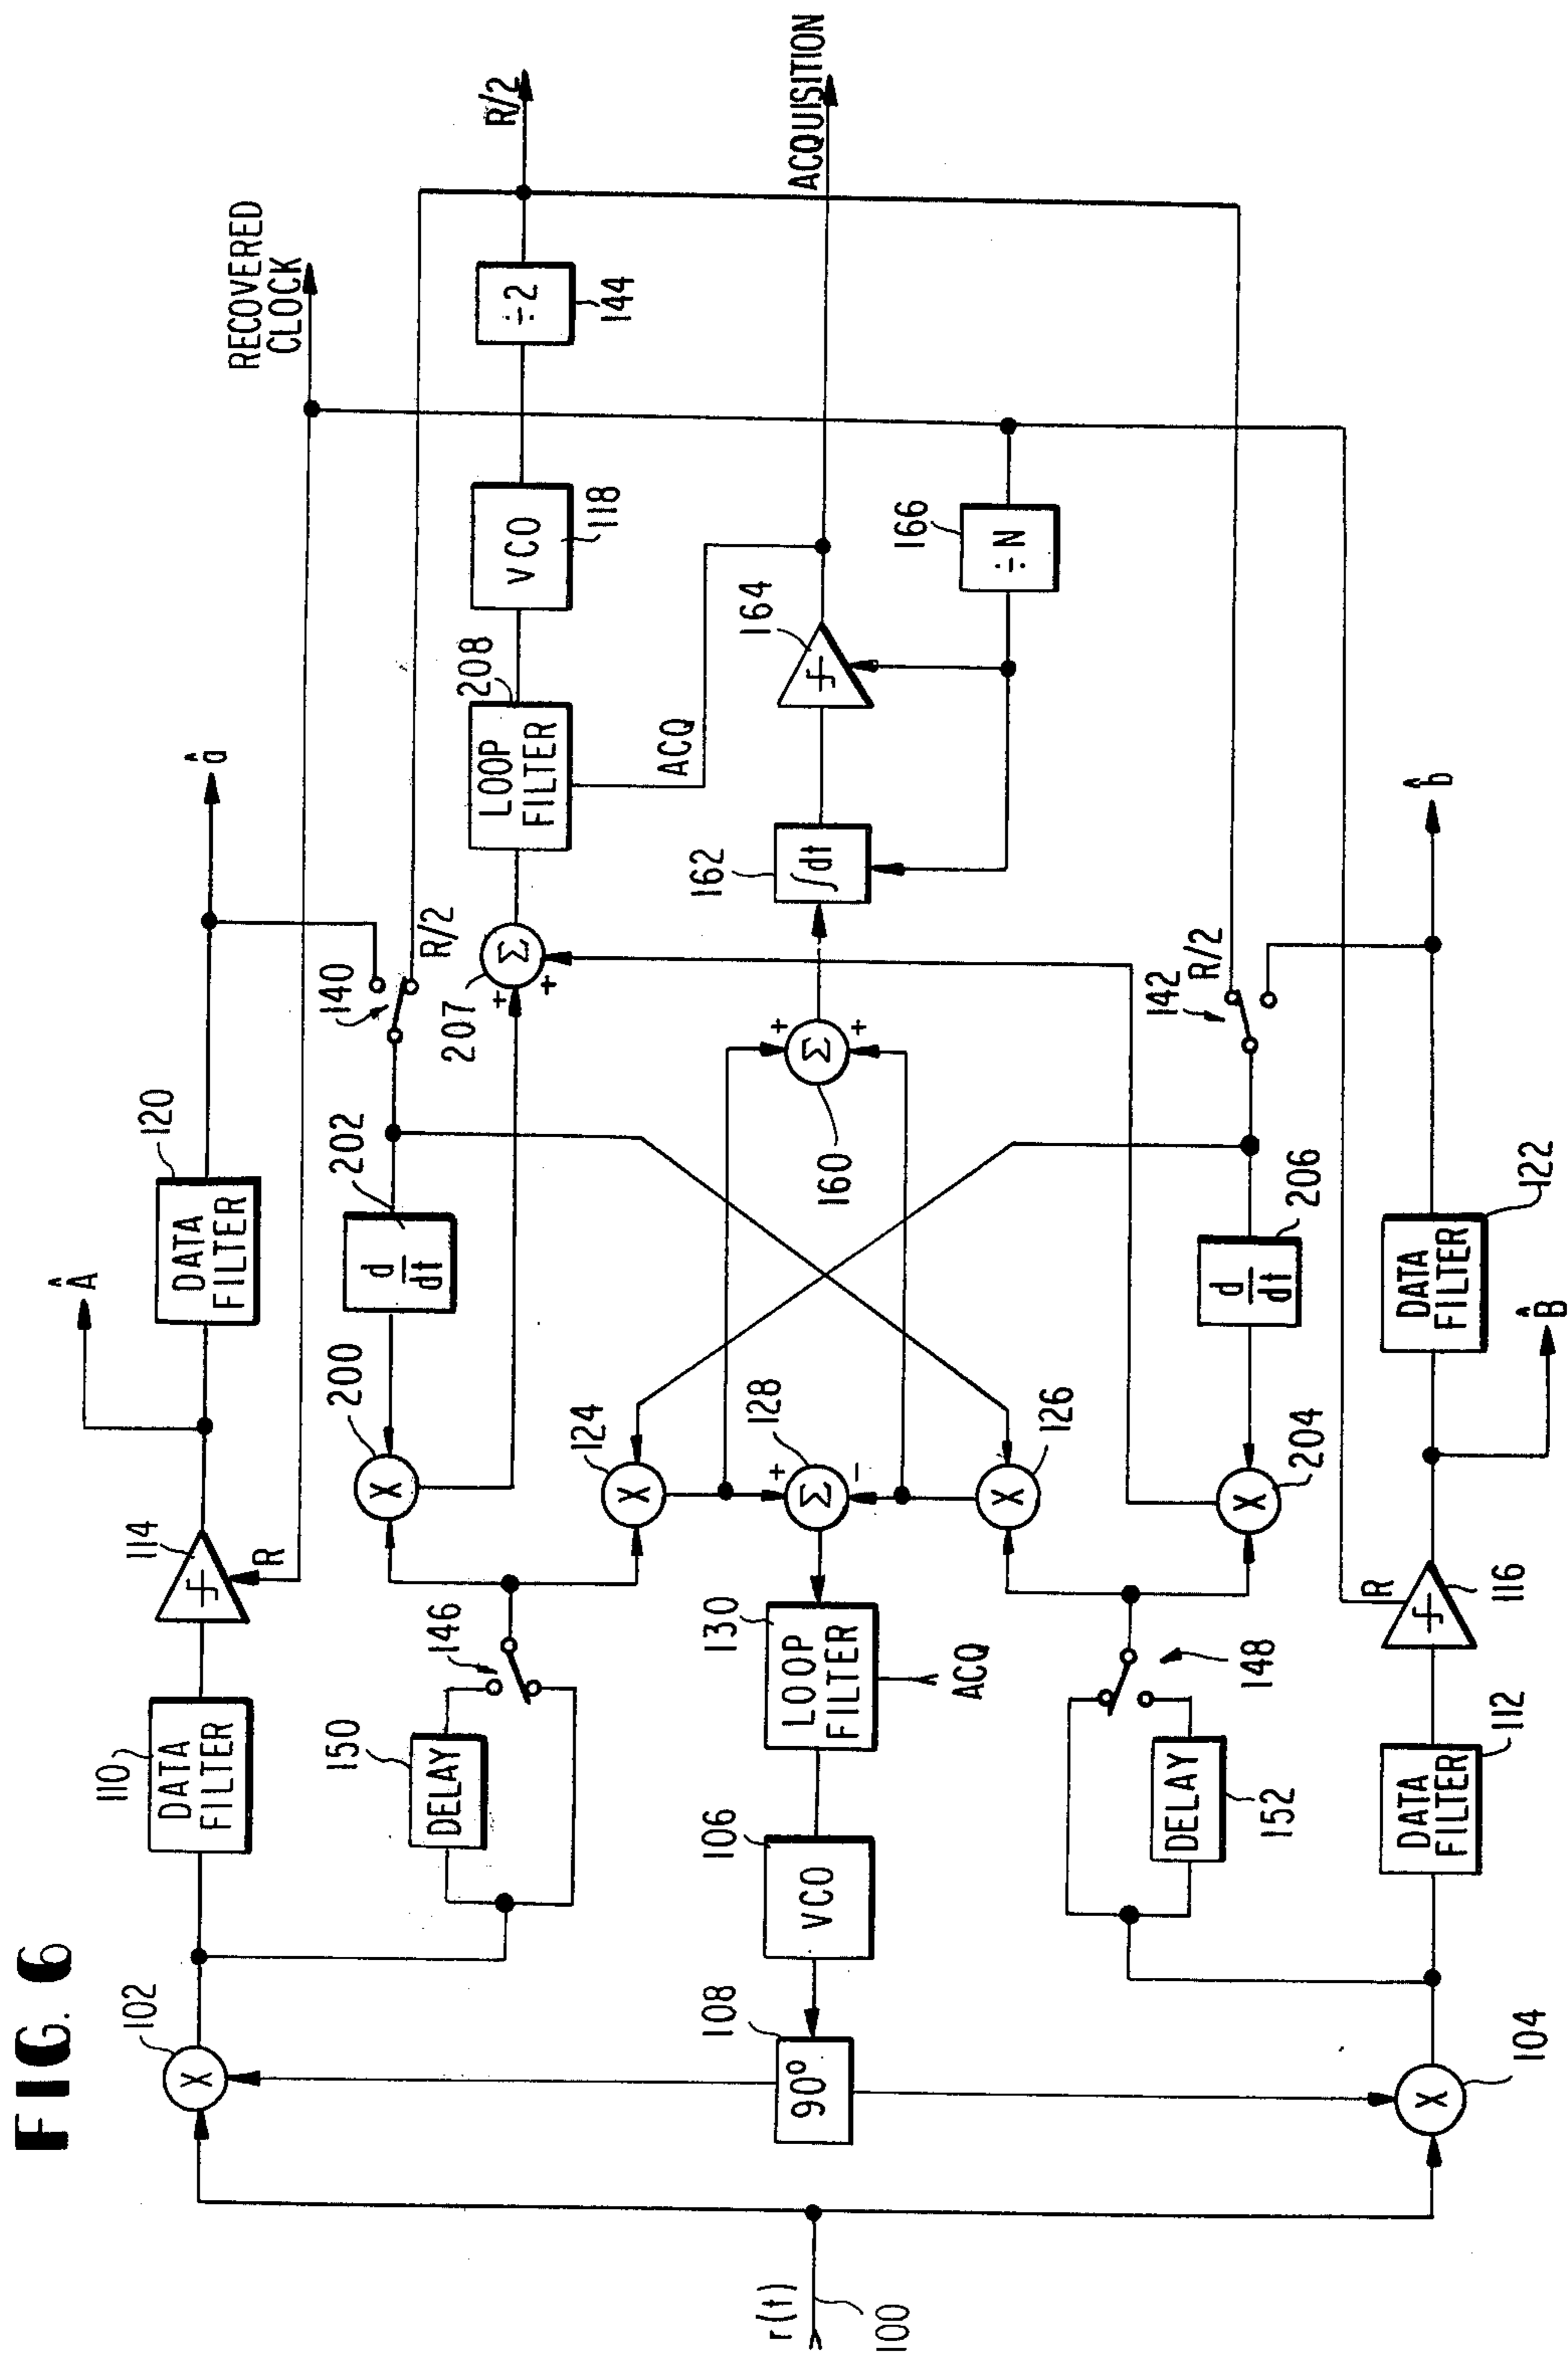 FIG. 6
r(t)
100
X
102
X
104
90°
108
VCO
106
LOOP
FILTER
130
ACQ
DATA
FILTER
110
DATA
FILTER
112
DELAY
150
146
DELAY
152
148
114
R
116
R
Â
B̂
X
200
X
124
Σ
128
+
−
X
126
X
204
d
dt
202
d
dt
206
DATA
FILTER
120
DATA
FILTER
122
Σ
160
+
+
Σ
207
+
+
140
R/2
142
R/2
â
b̂
∫dt
162
164
÷N
166
LOOP
FILTER
208
ACQ
VCO
118
÷2
144
RECOVERED
CLOCK
R/2
ACQUISITION